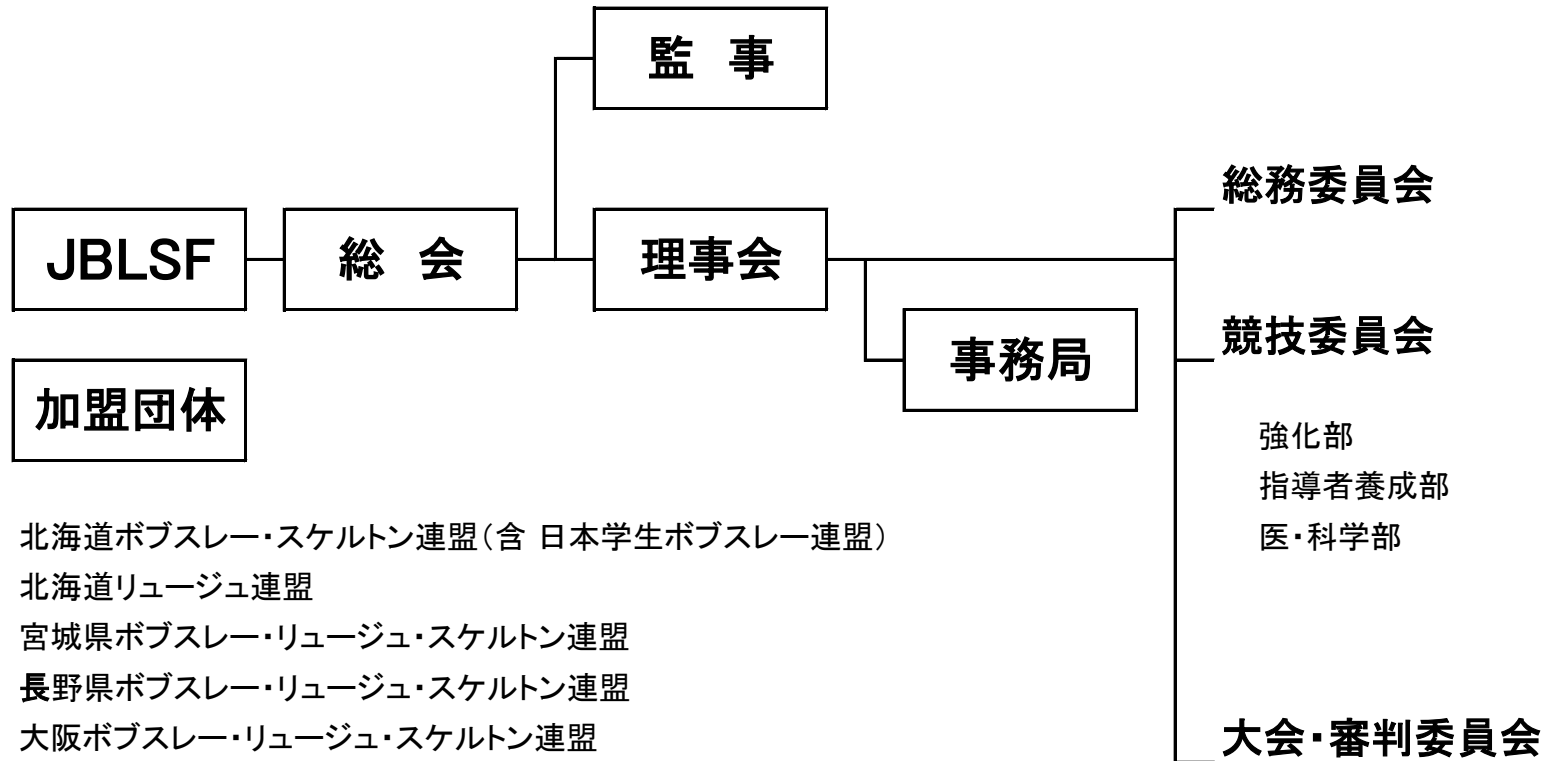 監　事
総務委員会
JBLSF
総　会
理事会
競技委員会
事務局
加盟団体
強化部
指導者養成部
医・科学部
北海道ボブスレー・スケルトン連盟（含 日本学生ボブスレー連盟）
北海道リュージュ連盟
宮城県ボブスレー・リュージュ・スケルトン連盟
長野県ボブスレー・リュージュ・スケルトン連盟
大阪ボブスレー・リュージュ・スケルトン連盟
大会・審判委員会